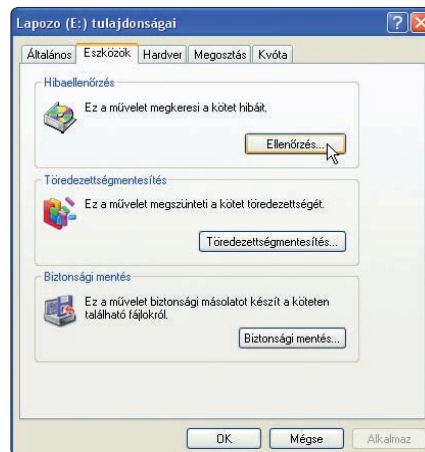 Lapozo (E:) tulajdonságai
Általános Eszközök Hardver Megosztás Kvóta
Hibaellenőrzés
Ez a művelet megkeresi a kötet hibáit.
Ellenőrzés...
Töredezettségmentesítés
Ez a művelet megszünteti a kötet töredezettségét.
Töredezettségmentesítés...
Biztonsági mentés
Ez a művelet biztonsági másolatot készít a köteten
található fájlokról.
Biztonsági mentés...
OK Mégse Alkalmaz